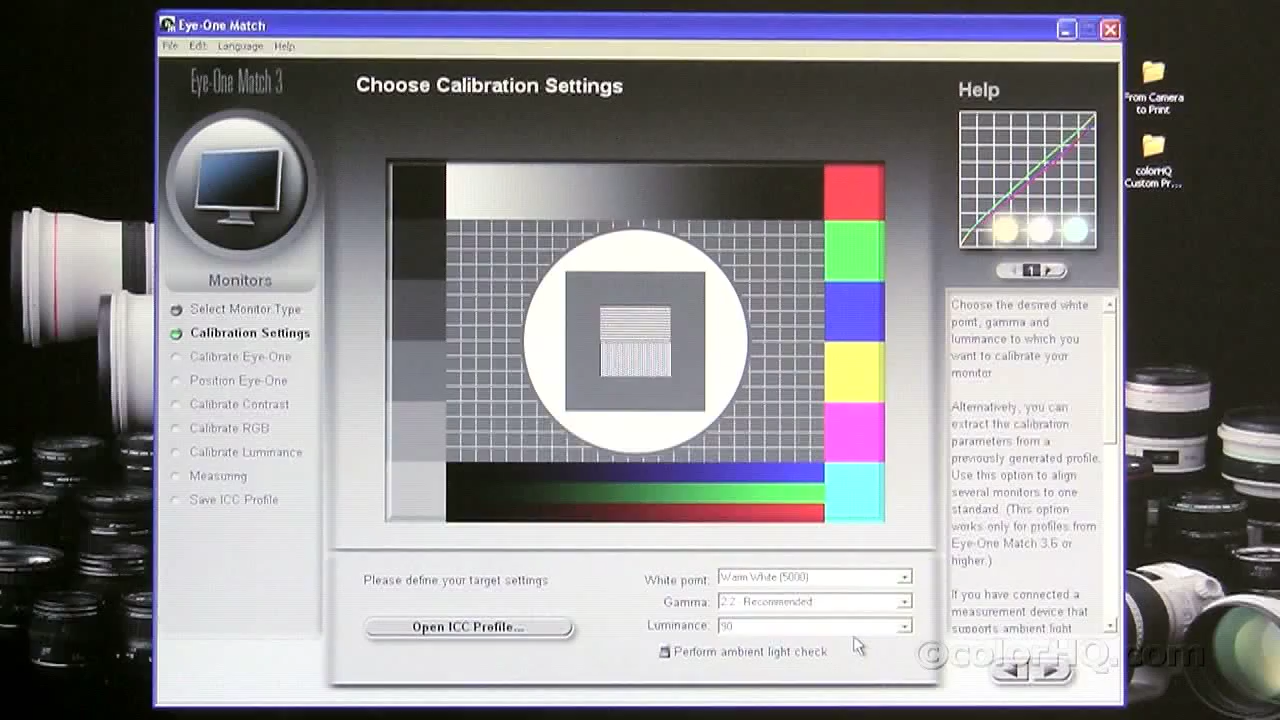 Eye-One Match
File Edit Language Help
Eye-One Match 3
Choose Calibration Settings
Help
From Camera
to Print
colorHQ
Custom Pr...
1
Monitors
Select Monitor Type
Calibration Settings
Calibrate Eye-One
Position Eye-One
Calibrate Contrast
Calibrate RGB
Calibrate Luminance
Measuring
Save ICC Profile
Choose the desired white
point, gamma and
luminance to which you
want to calibrate your
monitor
Alternatively, you can
extract the calibration
parameters from a
previously generated profile.
Use this option to align
several monitors to one
standard. (This option
works only for profiles from
Eye-One Match 3.6 or
higher.)
If you have connected a
measurement device that
supports ambient light
Please define your target settings
Open ICC Profile...
White point: Warm White (5000)
Gamma: 2.2 Recommended
Luminance: 90
Perform ambient light check
©colorHQ.com